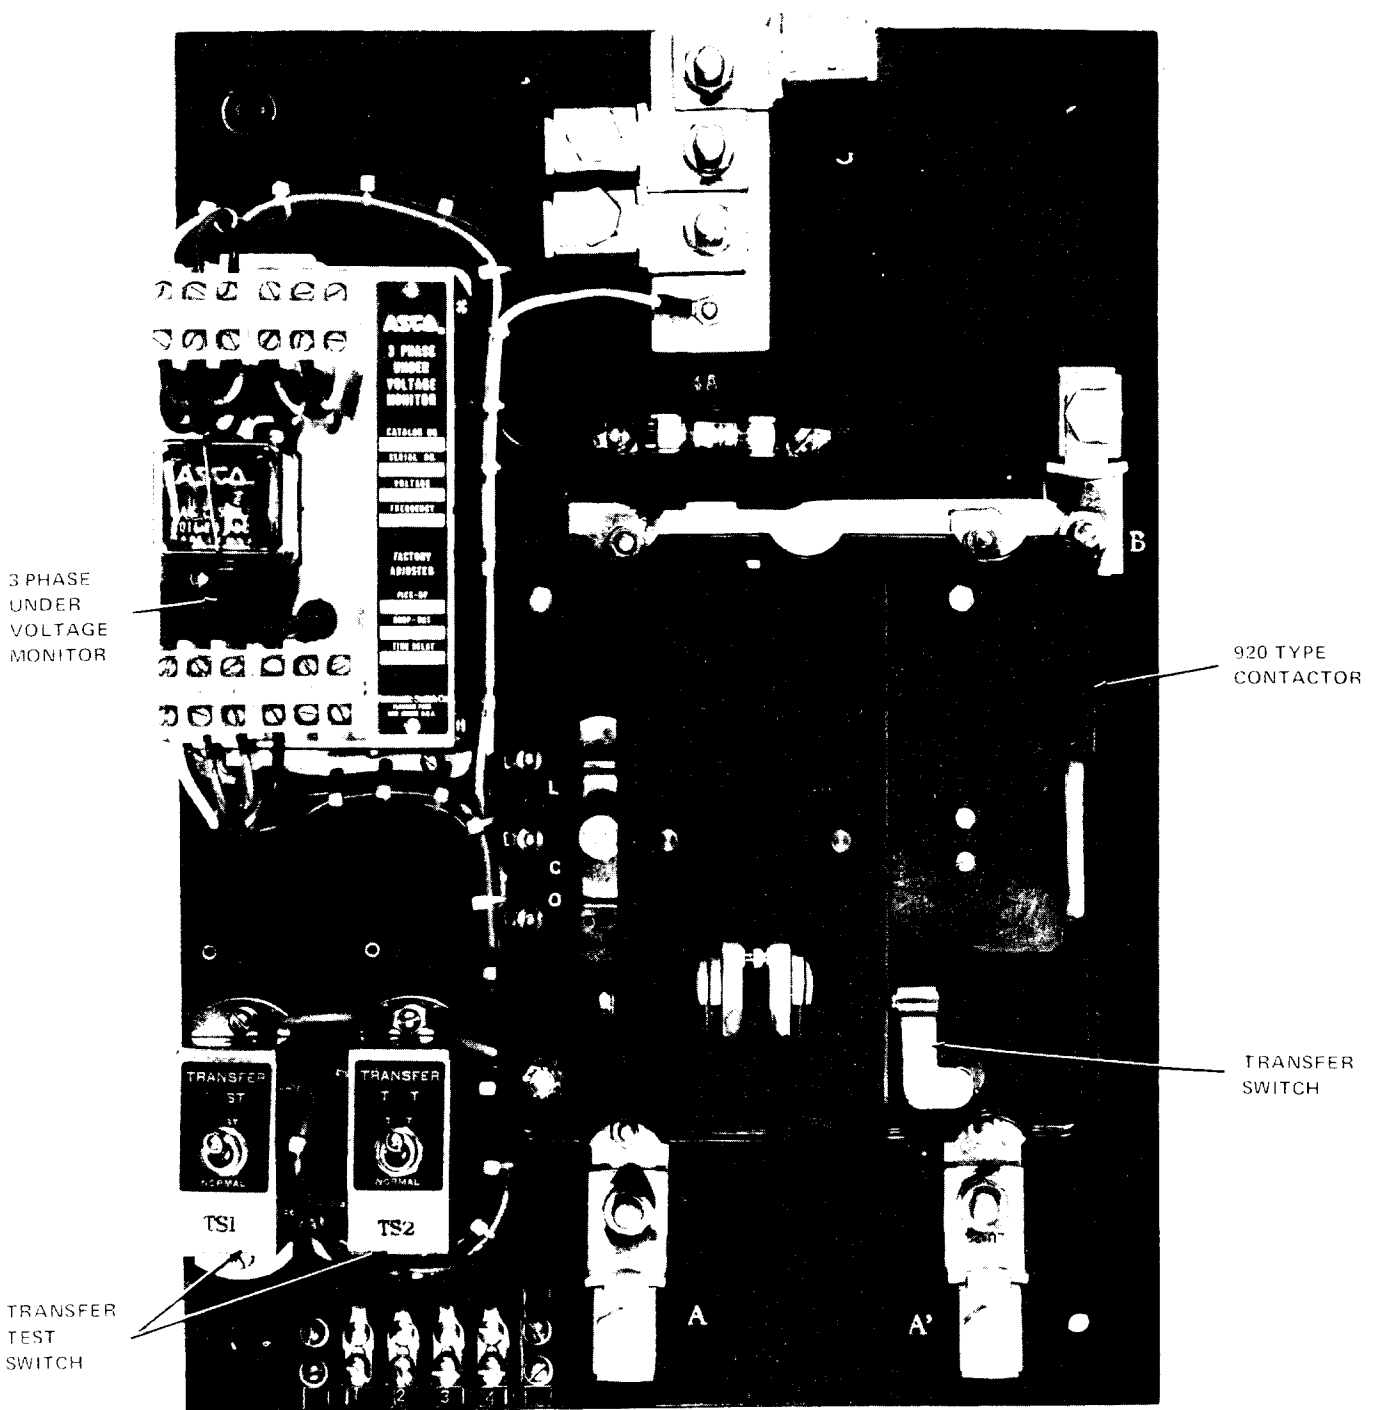 ASCO
3 PHASE
UNDER
VOLTAGE
MONITOR
CATALOG NO
SERIAL NO.
VOLTAGE
FREQUENCY
FACTORY
ADJUSTED
PICK-UP
DROP-OUT
TIME DELAY
ASCO
3 PHASE
UNDER
VOLTAGE
MONITOR
B
920 TYPE
CONTACTOR
L
C
O
TRANSFER
SWITCH
TRANSFER
ST
ST
NORMAL
TS1
TRANSFER
T T
T T
NORMAL
TS2
TRANSFER
TEST
SWITCH
A
A'
1 2 3 4